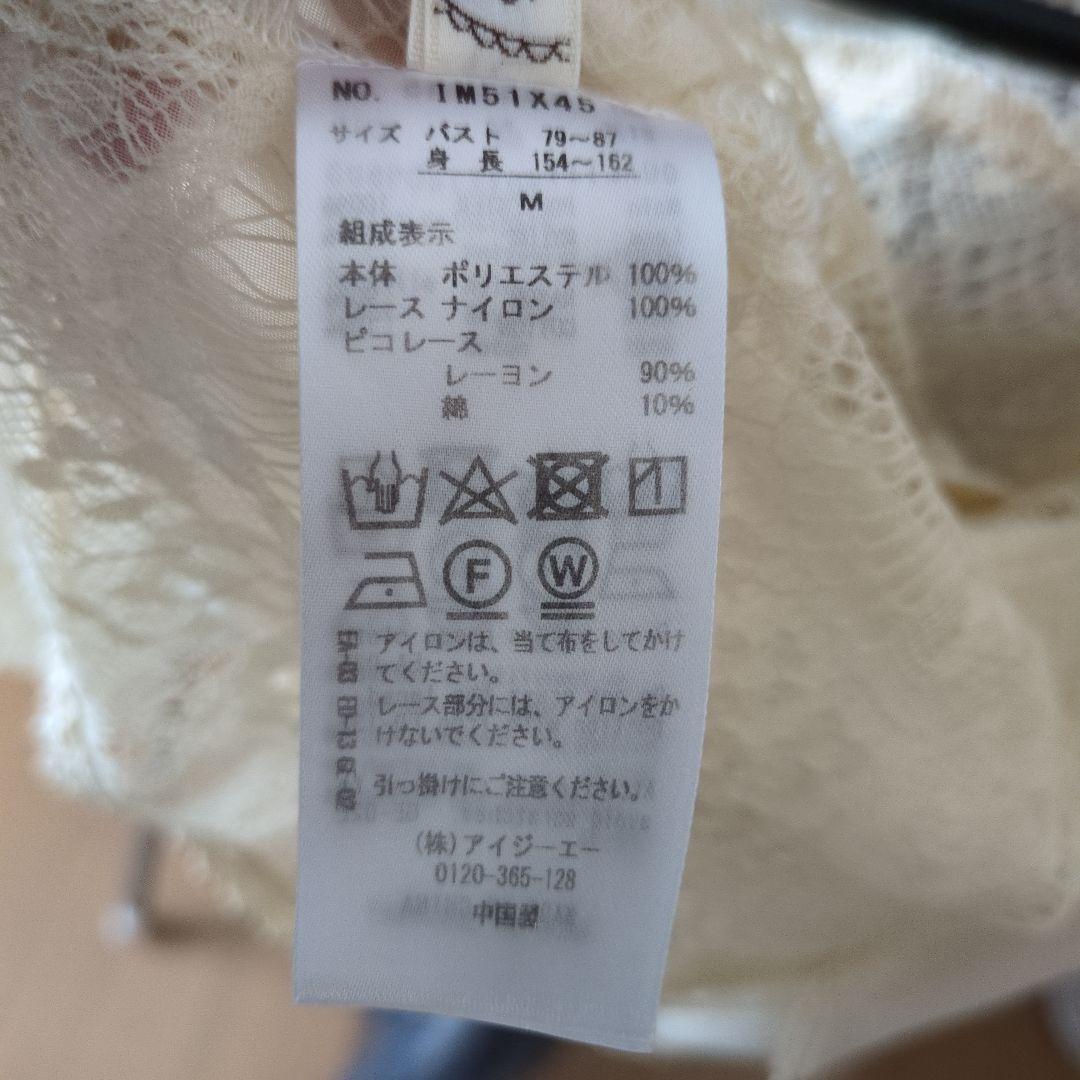 NO. IM51X45
サイズ バスト 79～87
身長 154～162
M
組成表示
本体 ポリエステル 100%
レース ナイロン 100%
ピコレース
レーヨン 90%
綿 10%
F W
アイロンは、当て布をしてかけ
てください。
レース部分には、アイロンをか
けないでください。
引っ掛けにご注意ください。
(株)アイジーエー
0120-365-128
中国製